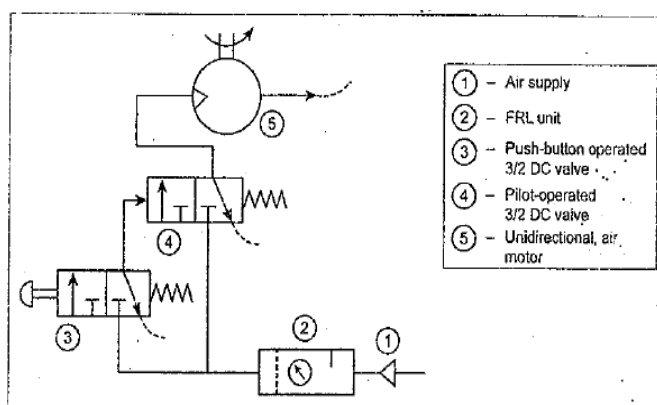 5
4
3
2
1
1 – Air supply
2 – FRL unit
3 – Push-button operated
3/2 DC valve
4 – Pilot-operated
3/2 DC valve
5 – Unidirectional, air
motor